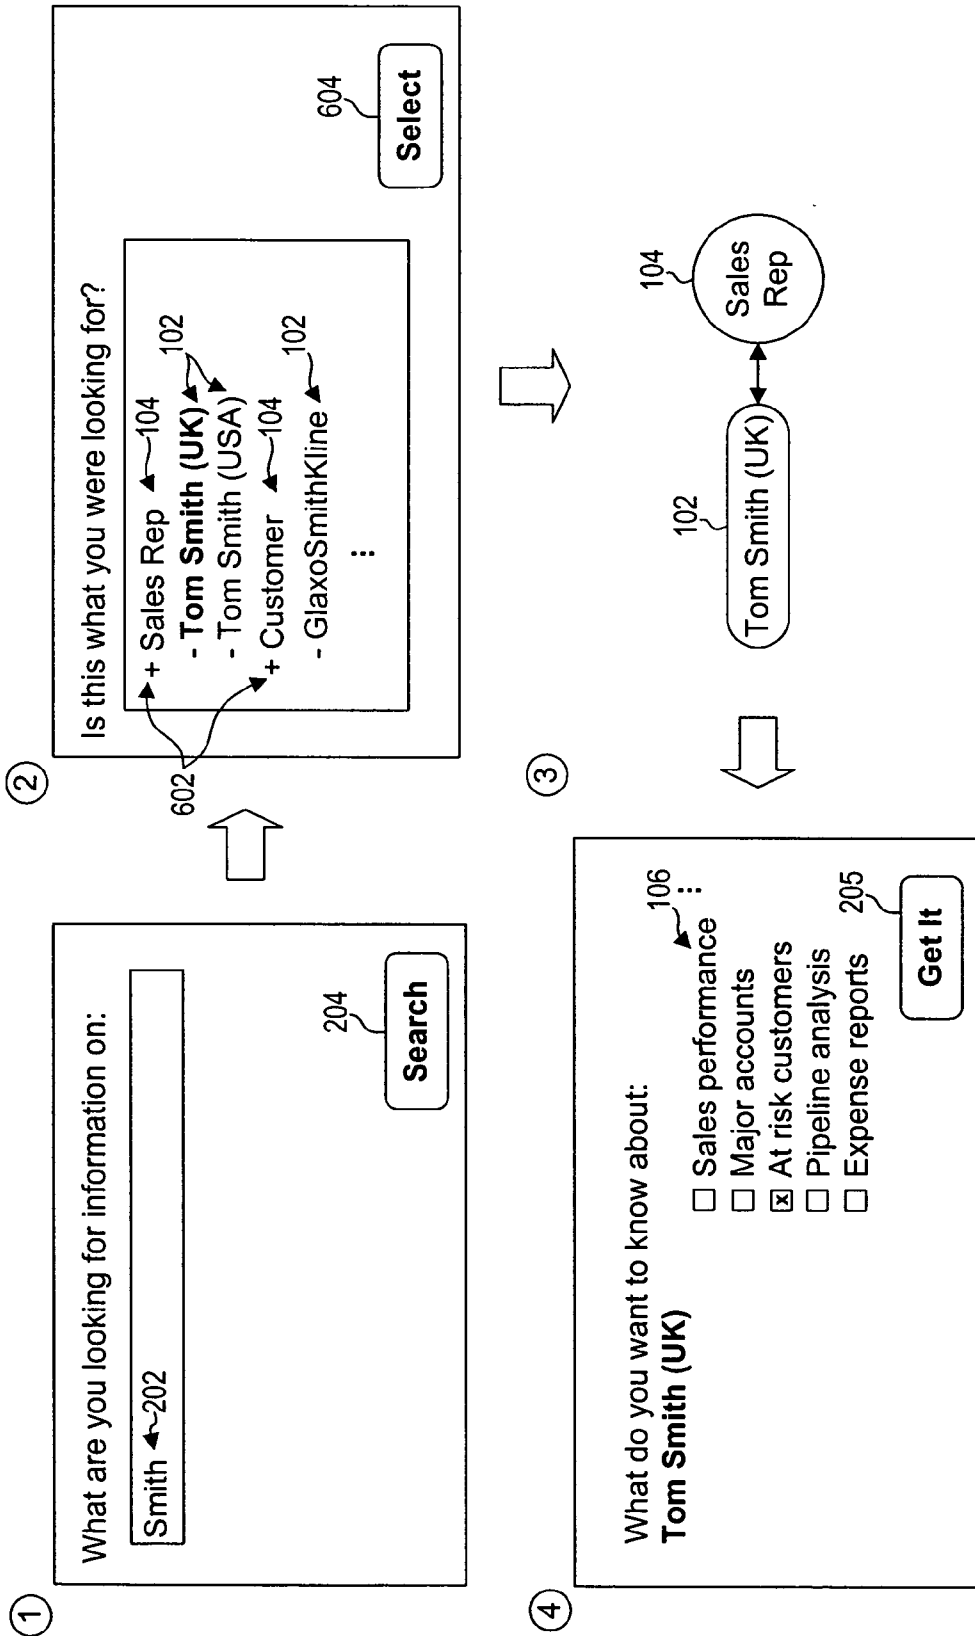 1
What are you looking for information on:
Smith 202
204
Search
2
Is this what you were looking for?
+ Sales Rep 104
- Tom Smith (UK) 102
- Tom Smith (USA)
+ Customer 104
- GlaxoSmithKline 102
⋮
602
604
Select
3
102
Tom Smith (UK)
104
Sales
Rep
4
What do you want to know about:
Tom Smith (UK)
106
☐ Sales performance ...
☐ Major accounts
☒ At risk customers
☐ Pipeline analysis
☐ Expense reports
205
Get It